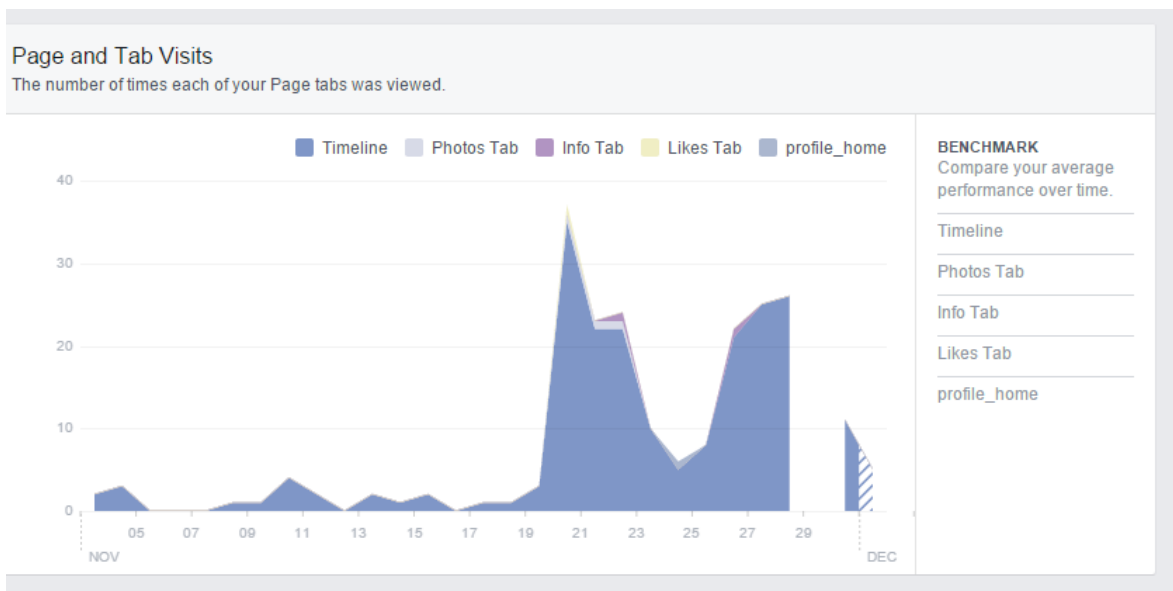 Page and Tab Visits
The number of times each of your Page tabs was viewed.
Timeline Photos Tab Info Tab Likes Tab profile_home
40
30
20
10
0
05 07 09 11 13 15 17 19 21 23 25 27 29
NOV DEC
BENCHMARK
Compare your average
performance over time.
Timeline
Photos Tab
Info Tab
Likes Tab
profile_home